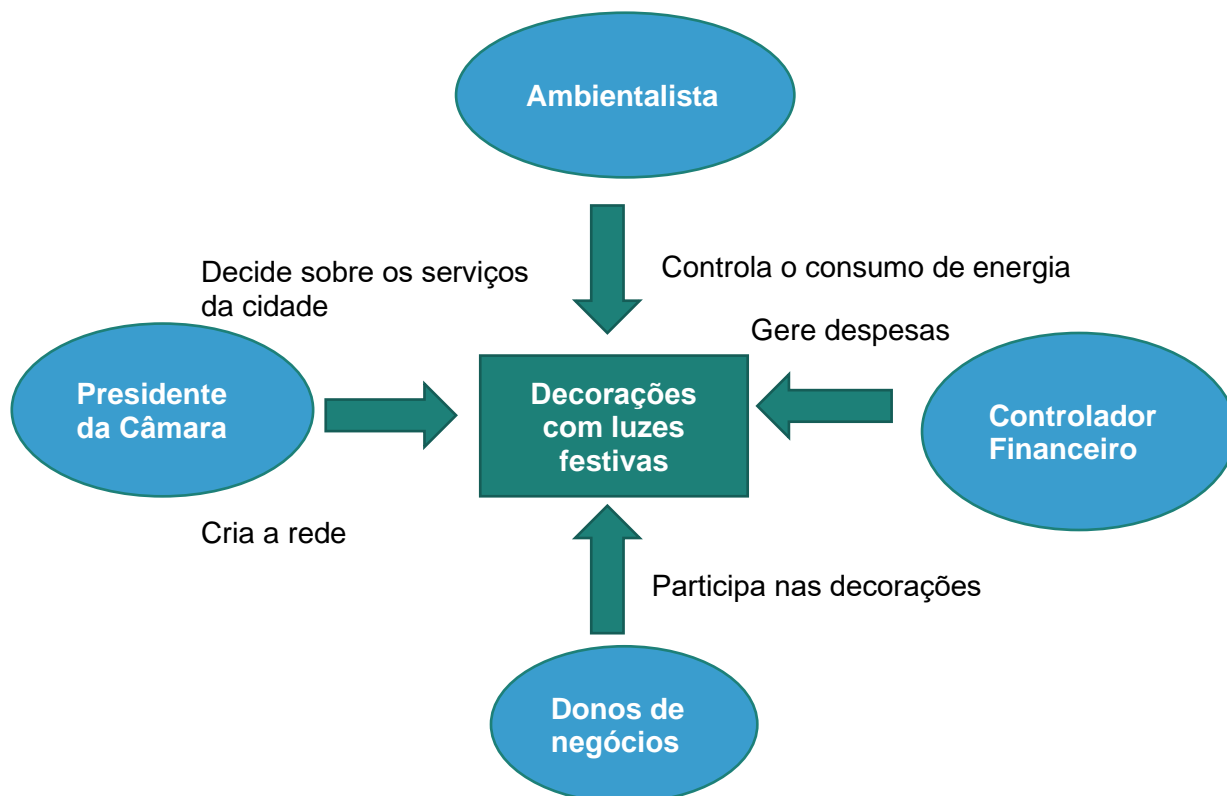 Ambientalista
Decide sobre os serviços
da cidade
Controla o consumo de energia
Gere despesas
Presidente
da Câmara
Decorações
com luzes
festivas
Controlador
Financeiro
Cria a rede
Participa nas decorações
Donos de
negócios